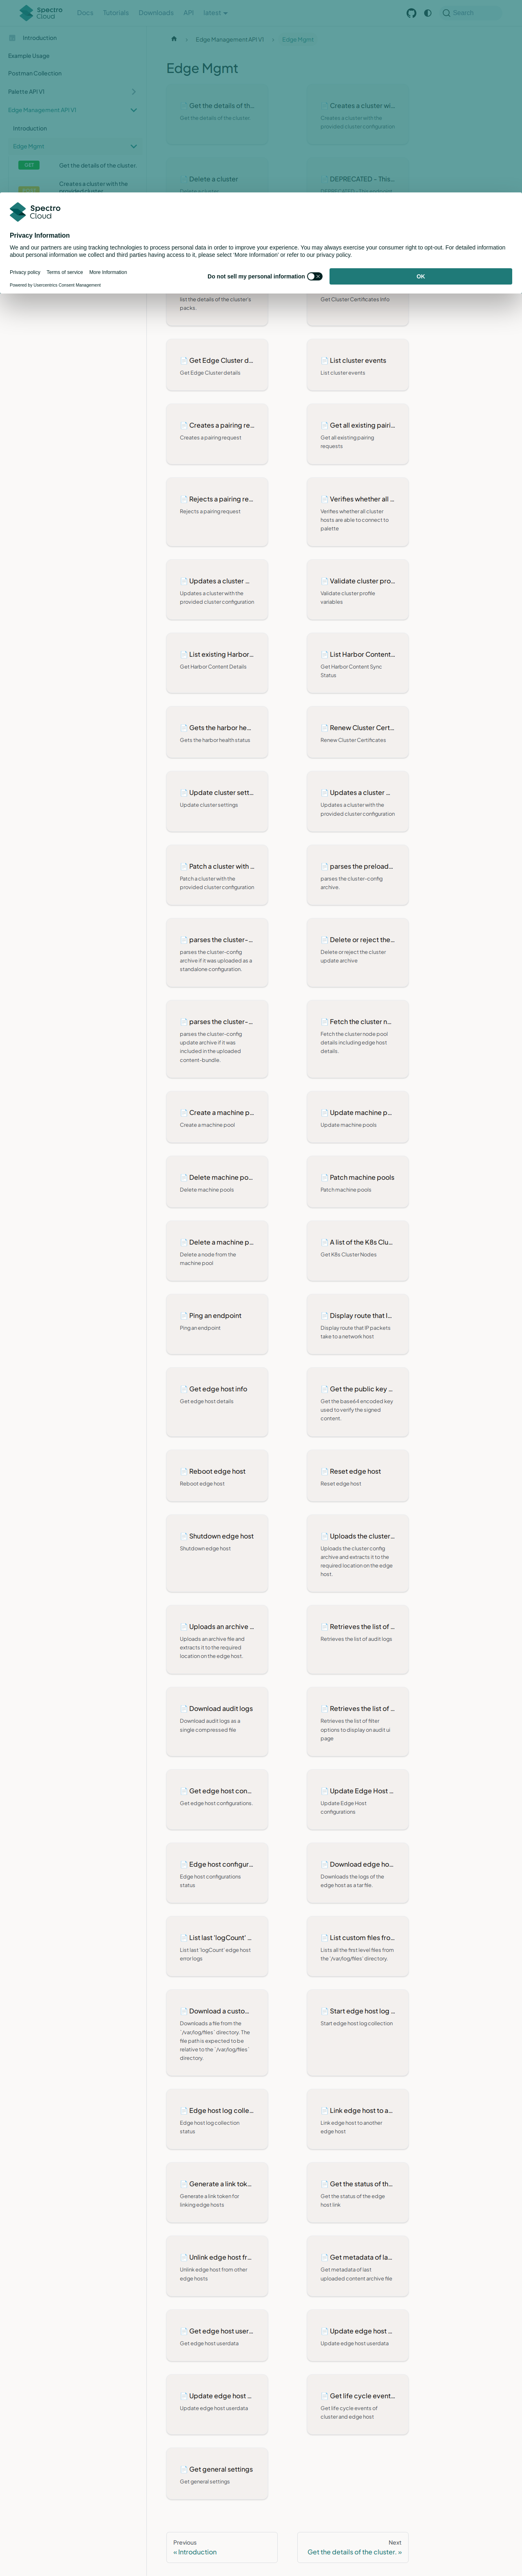 Spectro Cloud
Docs
Tutorials
Downloads
API
latest
Search
Introduction
Example Usage
Postman Collection
Palette API V1
Edge Management API V1
Introduction
Edge Mgmt
GET
Get the details of the cluster.
Creates a cluster with the
provided cluster
Edge Management API V1
Edge Mgmt
Edge Mgmt
Get the details of th...
Get the details of the cluster.
Creates a cluster wi...
Creates a cluster with the
provided cluster configuration
Delete a cluster
DEPRECATED - This...
Spectro Cloud
Privacy Information
We and our partners are using tracking technologies to process personal data in order to improve your experience. You may always exercise your consumer right to opt-out. For detailed information
about personal information we collect and third parties having access to it, please select 'More Information' or refer to our privacy policy.
Privacy policy
Terms of service
More Information
Powered by Usercentrics Consent Management
Do not sell my personal information
OK
list the details of the cluster's
packs.
Get Cluster Certificates Info
Get Edge Cluster d...
Get Edge Cluster details
List cluster events
List cluster events
Creates a pairing re...
Creates a pairing request
Get all existing pairi...
Get all existing pairing
requests
Rejects a pairing re...
Rejects a pairing request
Verifies whether all ...
Verifies whether all cluster
hosts are able to connect to
palette
Updates a cluster ...
Updates a cluster with the
provided cluster configuration
Validate cluster pro...
Validate cluster profile
variables
List existing Harbor...
Get Harbor Content Details
List Harbor Content...
Get Harbor Content Sync
Status
Gets the harbor he...
Gets the harbor health status
Renew Cluster Cert...
Renew Cluster Certificates
Update cluster sett...
Update cluster settings
Updates a cluster ...
Updates a cluster with the
provided cluster configuration
Patch a cluster with ...
Patch a cluster with the
provided cluster configuration
parses the preload...
parses the cluster-config
archive.
parses the cluster-...
parses the cluster-config
archive if it was uploaded as a
standalone configuration.
Delete or reject the...
Delete or reject the cluster
update archive
parses the cluster-...
parses the cluster-config
update archive if it was
included in the uploaded
content-bundle.
Fetch the cluster n...
Fetch the cluster node pool
details including edge host
details.
Create a machine p...
Create a machine pool
Update machine p...
Update machine pools
Delete machine po...
Delete machine pools
Patch machine pools
Patch machine pools
Delete a machine p...
Delete a node from the
machine pool
A list of the K8s Clu...
Get K8s Cluster Nodes
Ping an endpoint
Ping an endpoint
Display route that I...
Display route that IP packets
take to a network host
Get edge host info
Get edge host details
Get the public key ...
Get the base64 encoded key
used to verify the signed
content.
Reboot edge host
Reboot edge host
Reset edge host
Reset edge host
Shutdown edge host
Shutdown edge host
Uploads the cluster...
Uploads the cluster config
archive and extracts it to the
required location on the edge
host.
Uploads an archive ...
Uploads an archive file and
extracts it to the required
location on the edge host.
Retrieves the list of ...
Retrieves the list of audit logs
Download audit logs
Download audit logs as a
single compressed file
Retrieves the list of ...
Retrieves the list of filter
options to display on audit ui
page
Get edge host con...
Get edge host configurations.
Update Edge Host ...
Update Edge Host
configurations
Edge host configur...
Edge host configurations
status
Download edge ho...
Downloads the logs of the
edge host as a tar file.
List last 'logCount' ...
List last 'logCount' edge host
error logs
List custom files fro...
Lists all the first level files from
the `/var/log/files` directory.
Download a custo...
Downloads a file from the
`/var/log/files` directory. The
file path is expected to be
relative to the `/var/log/files`
directory.
Start edge host log ...
Start edge host log collection
Edge host log colle...
Edge host log collection
status
Link edge host to a...
Link edge host to another
edge host
Generate a link tok...
Generate a link token for
linking edge hosts
Get the status of th...
Get the status of the edge
host link
Unlink edge host fr...
Unlink edge host from other
edge hosts
Get metadata of la...
Get metadata of last
uploaded content archive file
Get edge host user...
Get edge host userdata
Update edge host ...
Update edge host userdata
Update edge host ...
Update edge host userdata
Get life cycle event...
Get life cycle events of
cluster and edge host
Get general settings
Get general settings
Previous
« Introduction
Next
Get the details of the cluster. »